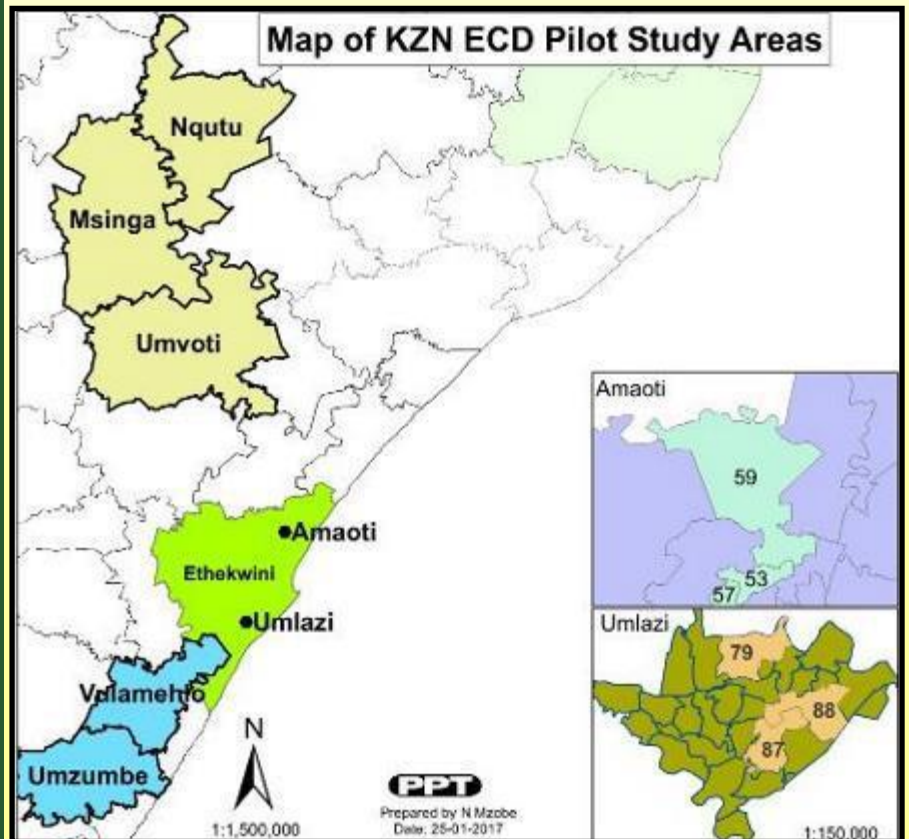 Map of KZN ECD Pilot Study Areas
Nqutu
Msinga
Umvoti
Amaoti
Ethekwini
Umlazi
Vulamehlo
Umzumbe
N
1:1,500,000
PPT
Prepared by N Mzobe
Date: 25-01-2017
Amaoti
59
53
57
Umlazi
79
88
87
1:150,000